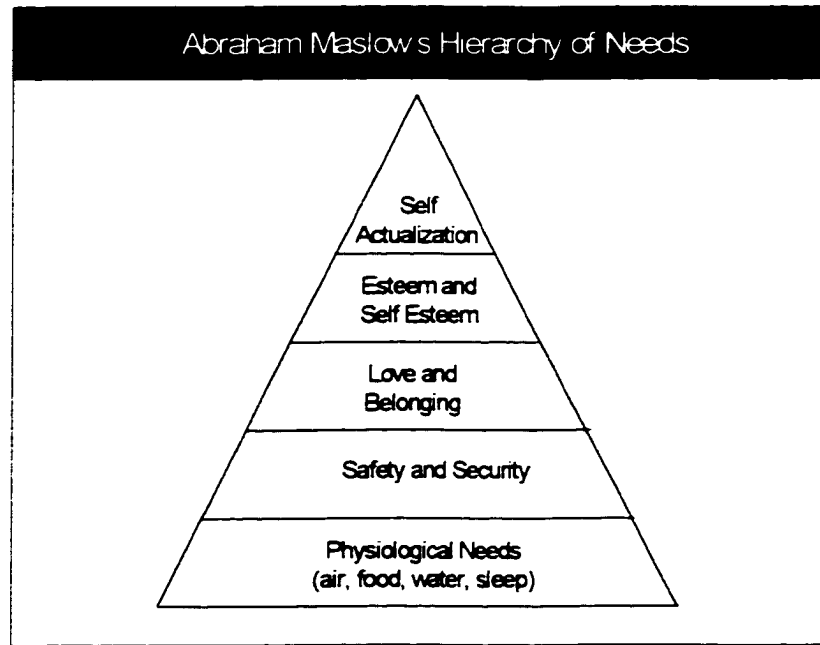 Abraham Maslow's Hierarchy of Needs
Self
Actualization
Esteem and
Self Esteem
Love and
Belonging
Safety and Security
Physiological Needs
(air, food, water, sleep)